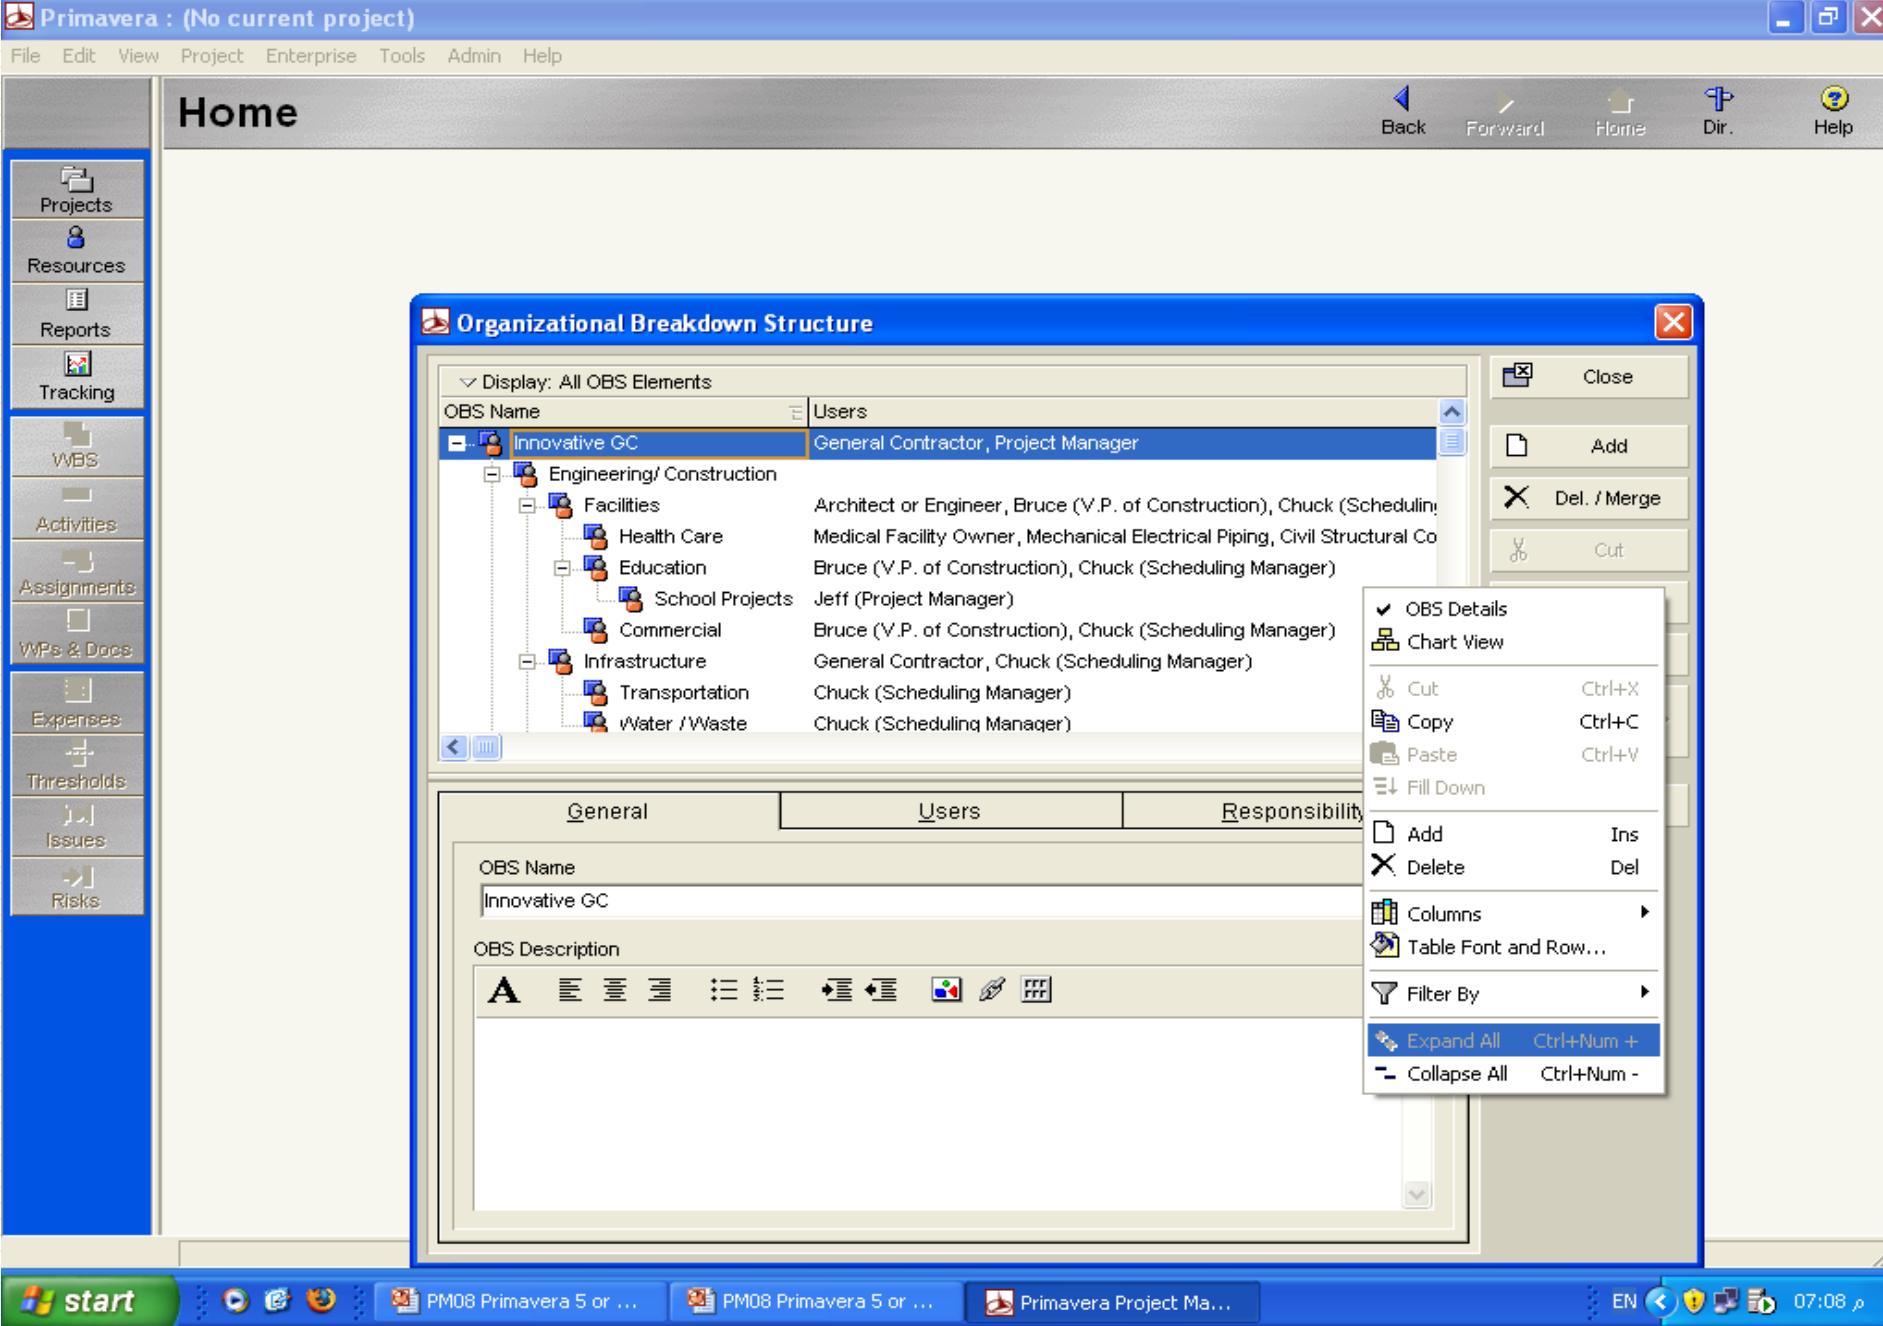 Primavera : (No current project)
File Edit View Project Enterprise Tools Admin Help
Home
Back Forward Home Dir. Help
Projects
Resources
Reports
Tracking
WBS
Activities
Assignments
WPs & Docs
Expenses
Thresholds
Issues
Risks
Organizational Breakdown Structure
Display: All OBS Elements
OBS Name Users
Innovative GC General Contractor, Project Manager
Engineering/ Construction
Facilities Architect or Engineer, Bruce (V.P. of Construction), Chuck (Scheduling
Health Care Medical Facility Owner, Mechanical Electrical Piping, Civil Structural Co
Education Bruce (V.P. of Construction), Chuck (Scheduling Manager)
School Projects Jeff (Project Manager)
Commercial Bruce (V.P. of Construction), Chuck (Scheduling Manager)
Infrastructure General Contractor, Chuck (Scheduling Manager)
Transportation Chuck (Scheduling Manager)
Water / Waste Chuck (Scheduling Manager)
Close
Add
Del. / Merge
Cut
General Users Responsibility
OBS Name
Innovative GC
OBS Description
OBS Details
Chart View
Cut Ctrl+X
Copy Ctrl+C
Paste Ctrl+V
Fill Down
Add Ins
Delete Del
Columns
Table Font and Row...
Filter By
Expand All Ctrl+Num +
Collapse All Ctrl+Num -
start PM08 Primavera 5 or ... PM08 Primavera 5 or ... Primavera Project Ma... EN 07:08 م